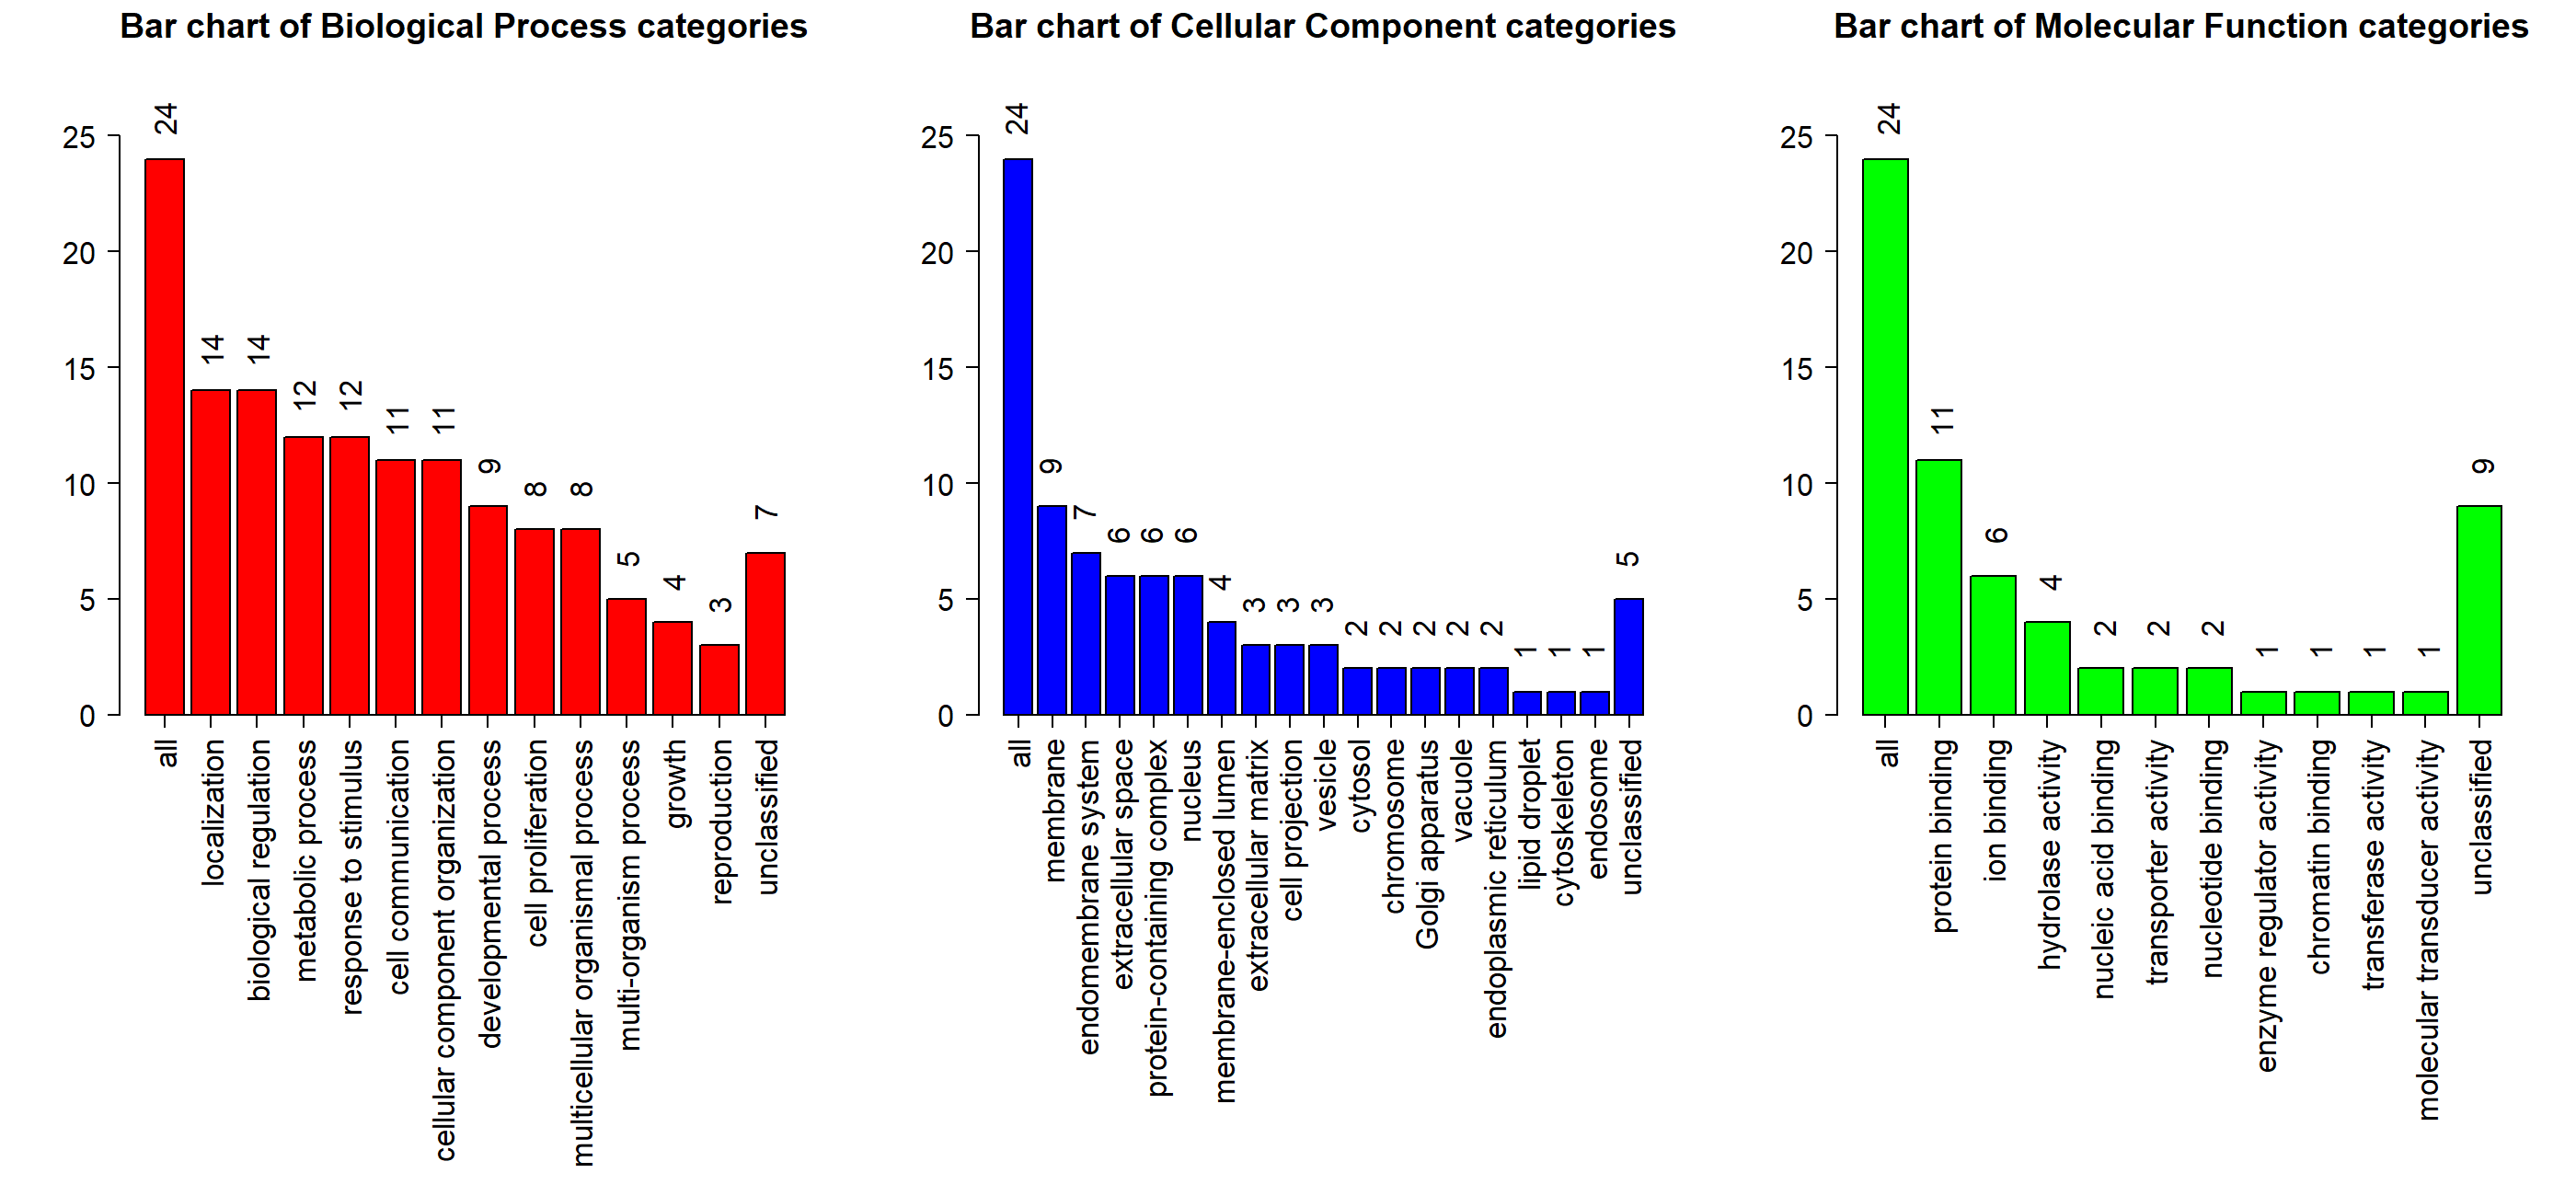 Bar chart of Biological Process categories
25
20
15
10
5
0
24
14
14
12
12
11
11
9
8
8
5
4
3
7
all
localization
biological regulation
metabolic process
response to stimulus
cell communication
cellular component organization
developmental process
cell proliferation
multicellular organismal process
multi-organism process
growth
reproduction
unclassified
Bar chart of Cellular Component categories
25
20
15
10
5
0
24
9
7
6
6
6
4
3
3
3
2
2
2
2
2
1
1
1
5
all
membrane
endomembrane system
extracellular space
protein-containing complex
nucleus
membrane-enclosed lumen
extracellular matrix
cell projection
vesicle
cytosol
chromosome
Golgi apparatus
vacuole
endoplasmic reticulum
lipid droplet
cytoskeleton
endosome
unclassified
Bar chart of Molecular Function categories
25
20
15
10
5
0
24
11
6
4
2
2
2
1
1
1
1
9
all
protein binding
ion binding
hydrolase activity
nucleic acid binding
transporter activity
nucleotide binding
enzyme regulator activity
chromatin binding
transferase activity
molecular transducer activity
unclassified